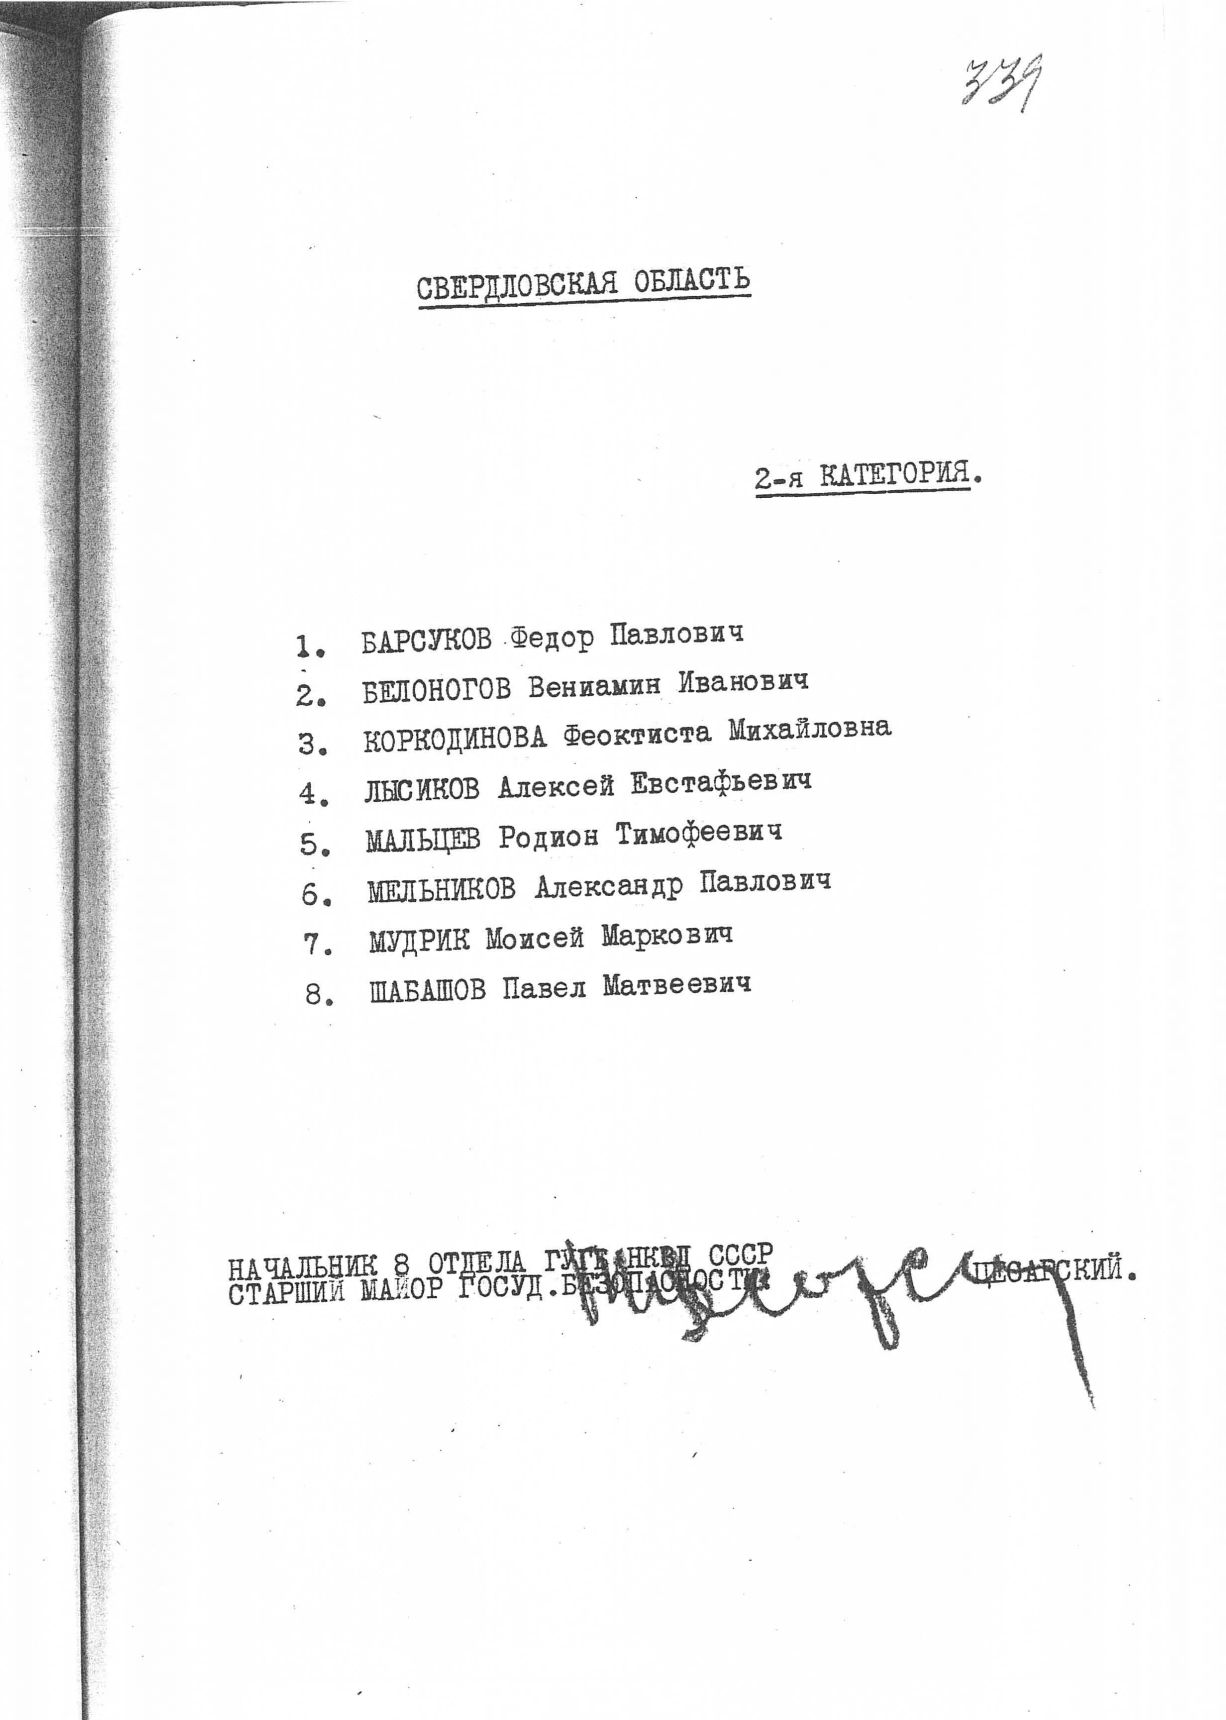 339
СВЕРДЛОВСКАЯ ОБЛАСТЬ
2-я КАТЕГОРИЯ.
1. БАРСУКОВ Федор Павлович
2. БЕЛОНОГОВ Вениамин Иванович
3. КОРКОДИНОВА Феоктиста Михайловна
4. ЛЫСИКОВ Алексей Евстафьевич
5. МАЛЬЦЕВ Родион Тимофеевич
6. МЕЛЬНИКОВ Александр Павлович
7. МУДРИК Моисей Маркович
8. ШАБАШОВ Павел Матвеевич
НАЧАЛЬНИК 8 ОТДЕЛА ГУГБ НКВД СССР
СТАРШИЙ МАЙОР ГОСУД.БЕЗОПАСНОСТИ: ЦЕСАРСКИЙ.